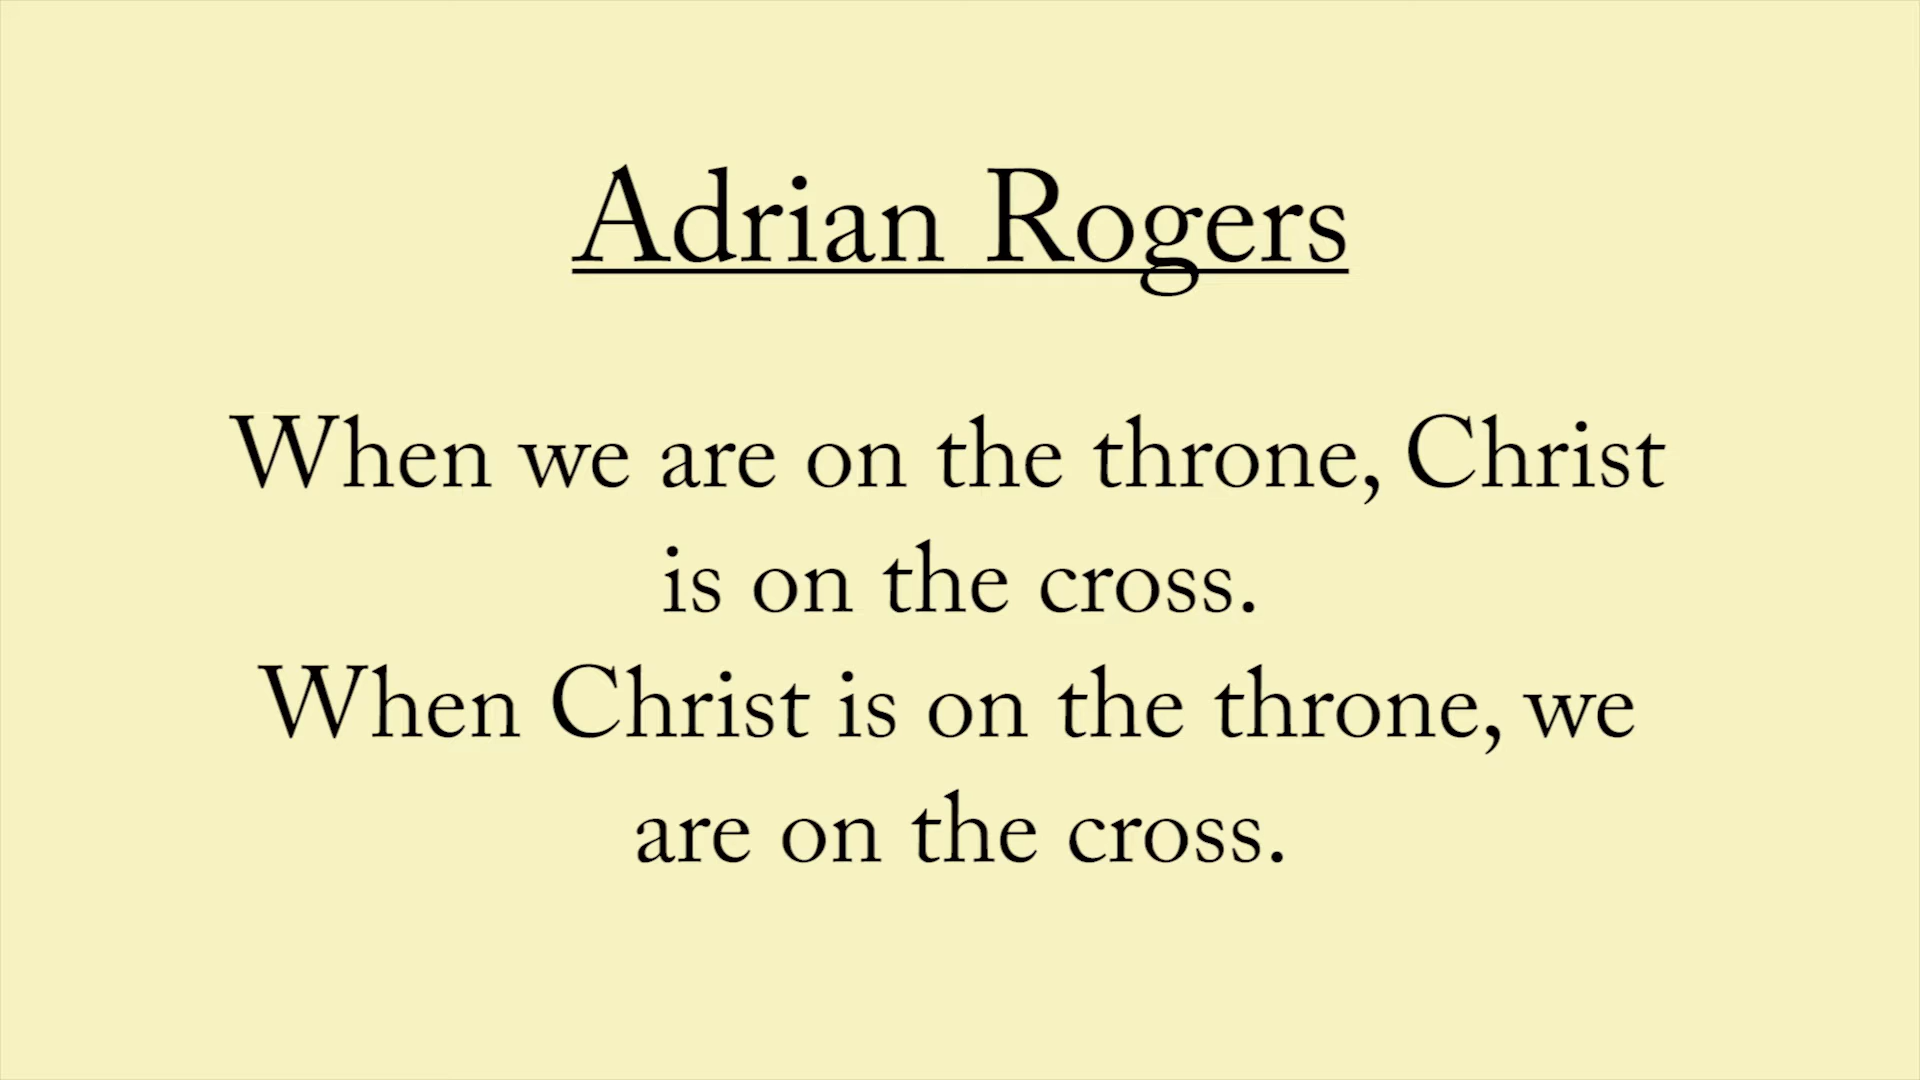 Adrian Rogers
When we are on the throne, Christ
is on the cross.
When Christ is on the throne, we
are on the cross.